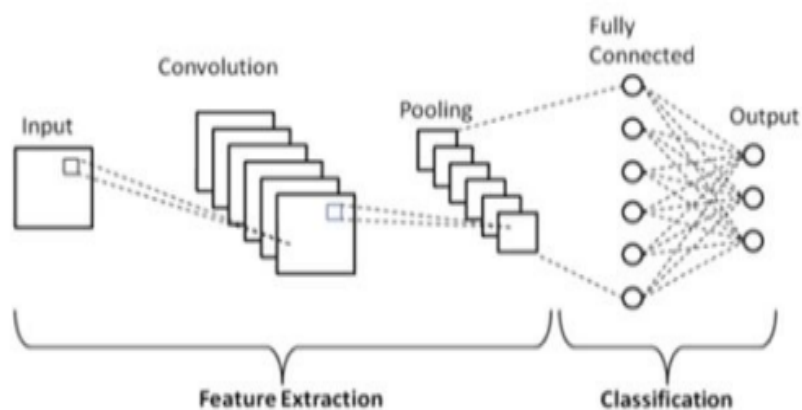 Fully
Connected
Convolution
Pooling
Input
Output
Feature Extraction
Classification